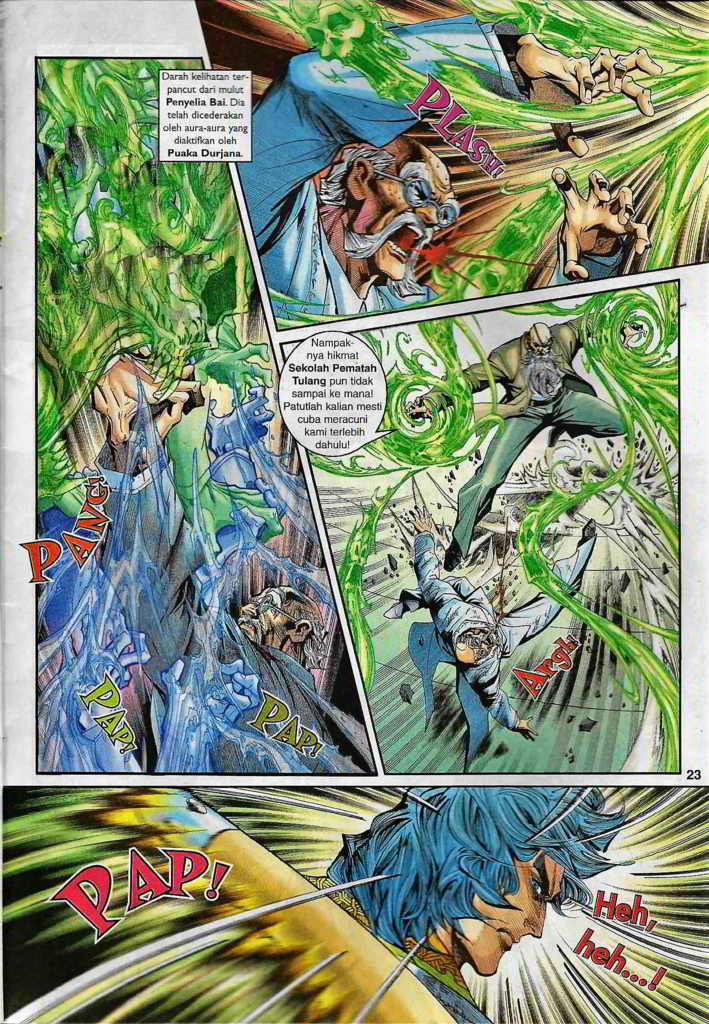 Darah kelihatan ter-
pancut dari mulut
Penyelia Bai. Dia
telah dicederakan
oleh aura-aura yang
diaktifkan oleh
Puaka Durjana.
PLASH!
Nampak-
nya hikmat
Sekolah Pematah
Tulang pun tidak
sampai ke mana!
Patutlah kalian mesti
cuba meracuni
kami terlebih
dahulu!
PANG!
PAP!
PAP!
Argh!
23
PAP!
Heh,
heh...!